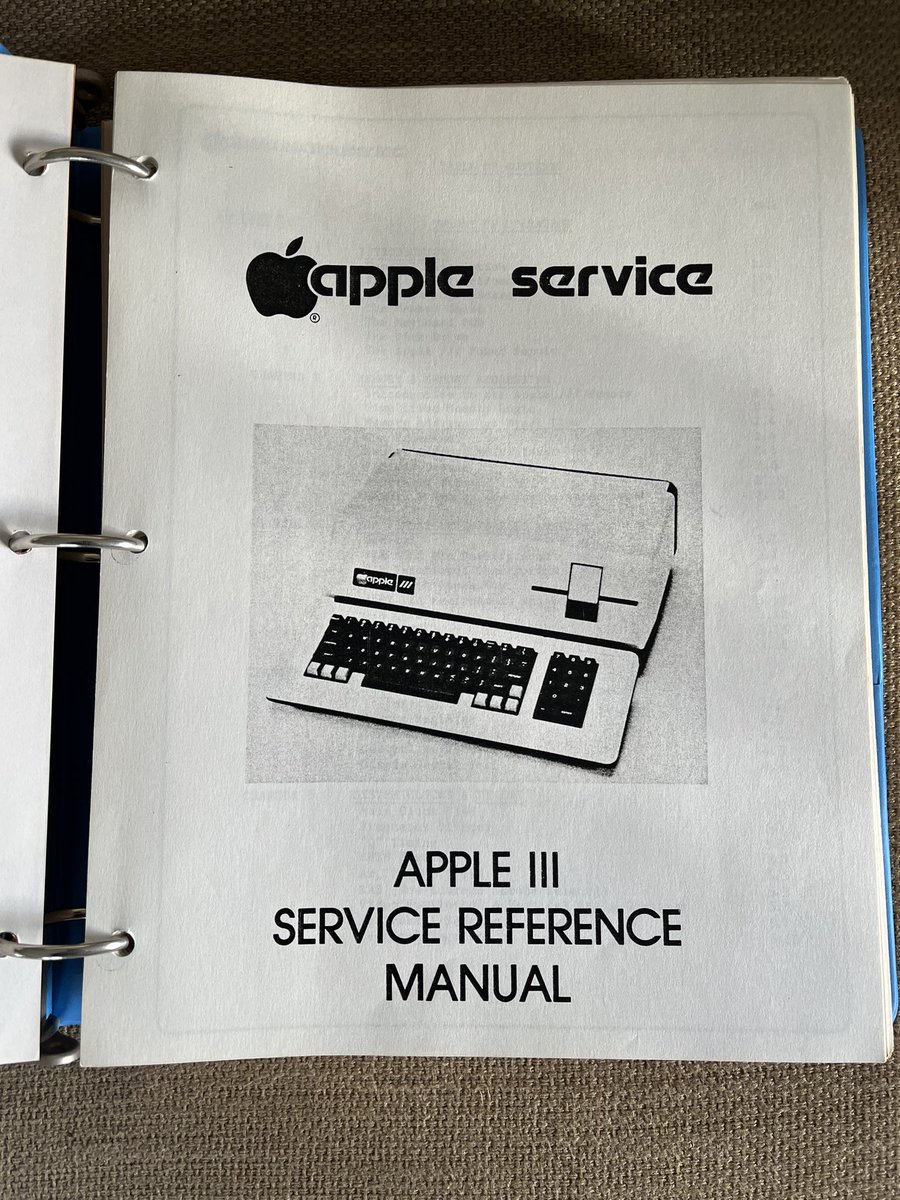 apple service
®
apple ///
APPLE III
SERVICE REFERENCE
MANUAL